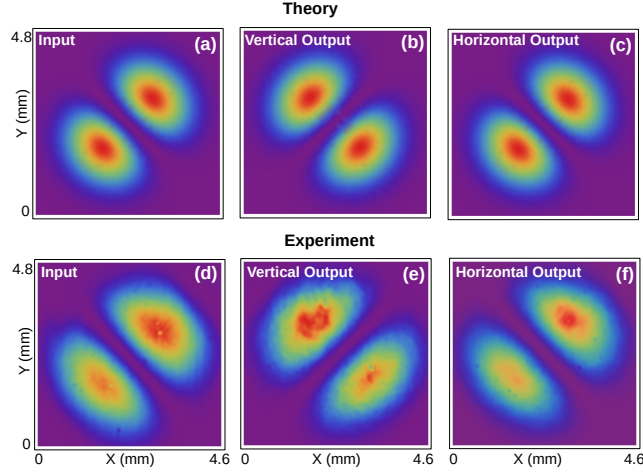 Theory
4.8
Input
(a)
Vertical Output
(b)
Horizontal Output
(c)
Y (mm)
0
Experiment
4.8
Input
(d)
Vertical Output
(e)
Horizontal Output
(f)
Y (mm)
0
0
X (mm)
4.6
0
X (mm)
4.6
0
X (mm)
4.6